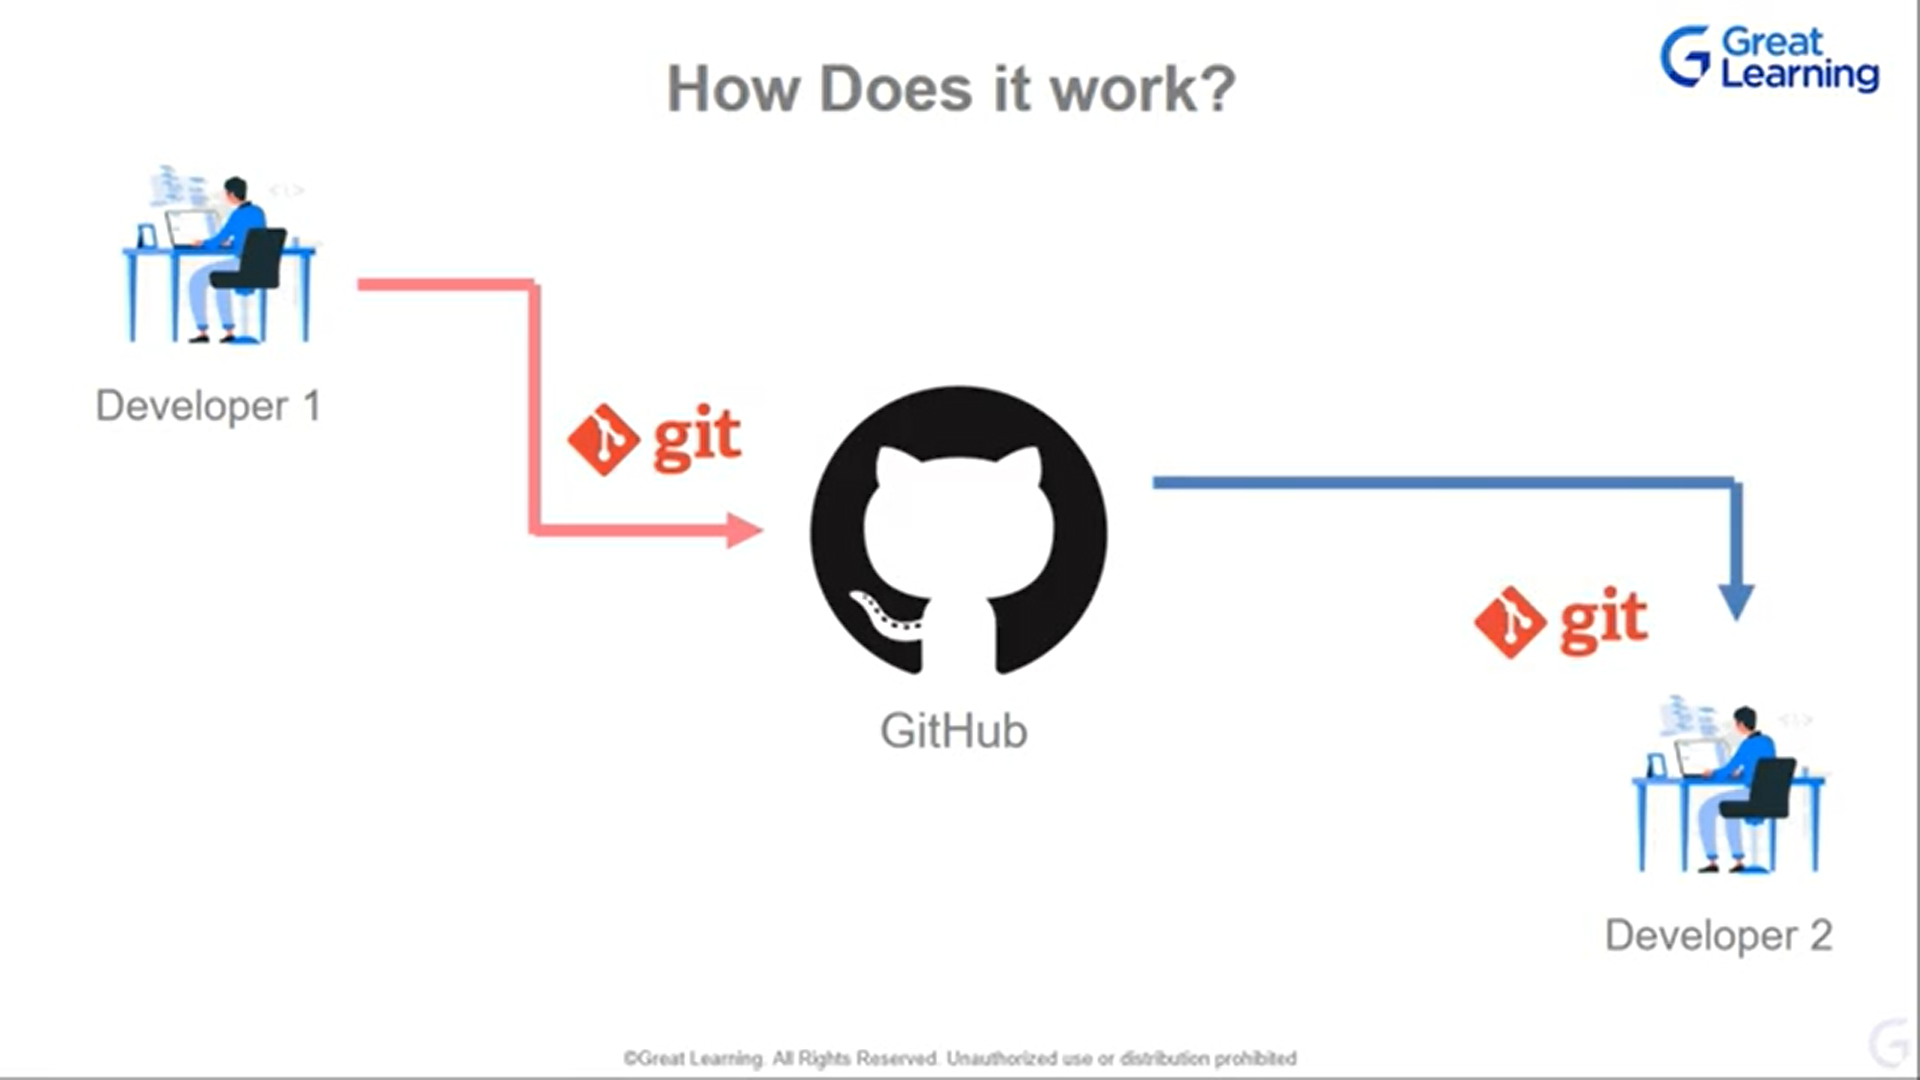 Great
Learning
How Does it work?
Developer 1
git
GitHub
git
Developer 2
©Great Learning. All Rights Reserved. Unauthorized use or distribution prohibited